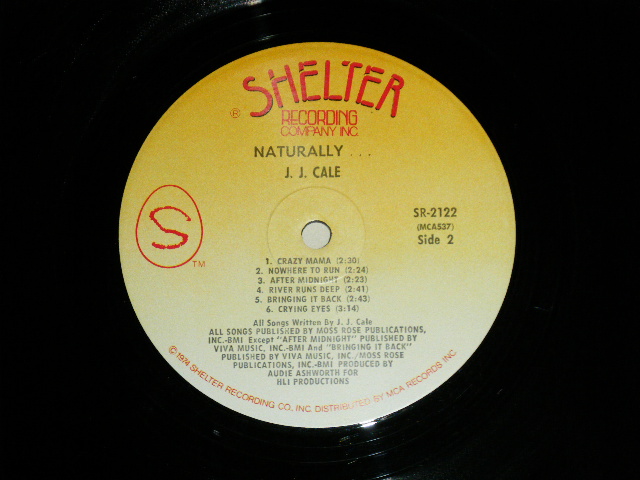 SHELTER
®
RECORDING
COMPANY INC.
NATURALLY...
J. J. CALE
S
TM
SR-2122
(MCA537)
Side 2
1. CRAZY MAMA (2:30)
2. NOWHERE TO RUN (2:24)
3. AFTER MIDNIGHT (2:23)
4. RIVER RUNS DEEP (2:41)
5. BRINGING IT BACK (2:43)
6. CRYING EYES (3:14)
All Songs Written By J. J. Cale
ALL SONGS PUBLISHED BY MOSS ROSE PUBLICATIONS,
INC.-BMI Except "AFTER MIDNIGHT" PUBLISHED BY
VIVA MUSIC, INC.-BMI And "BRINGING IT BACK"
PUBLISHED BY VIVA MUSIC, INC./MOSS ROSE
PUBLICATIONS, INC.-BMI PRODUCED BY
AUDIE ASHWORTH FOR
HLI PRODUCTIONS
© 1974 SHELTER RECORDING CO., INC. DISTRIBUTED BY MCA RECORDS INC.